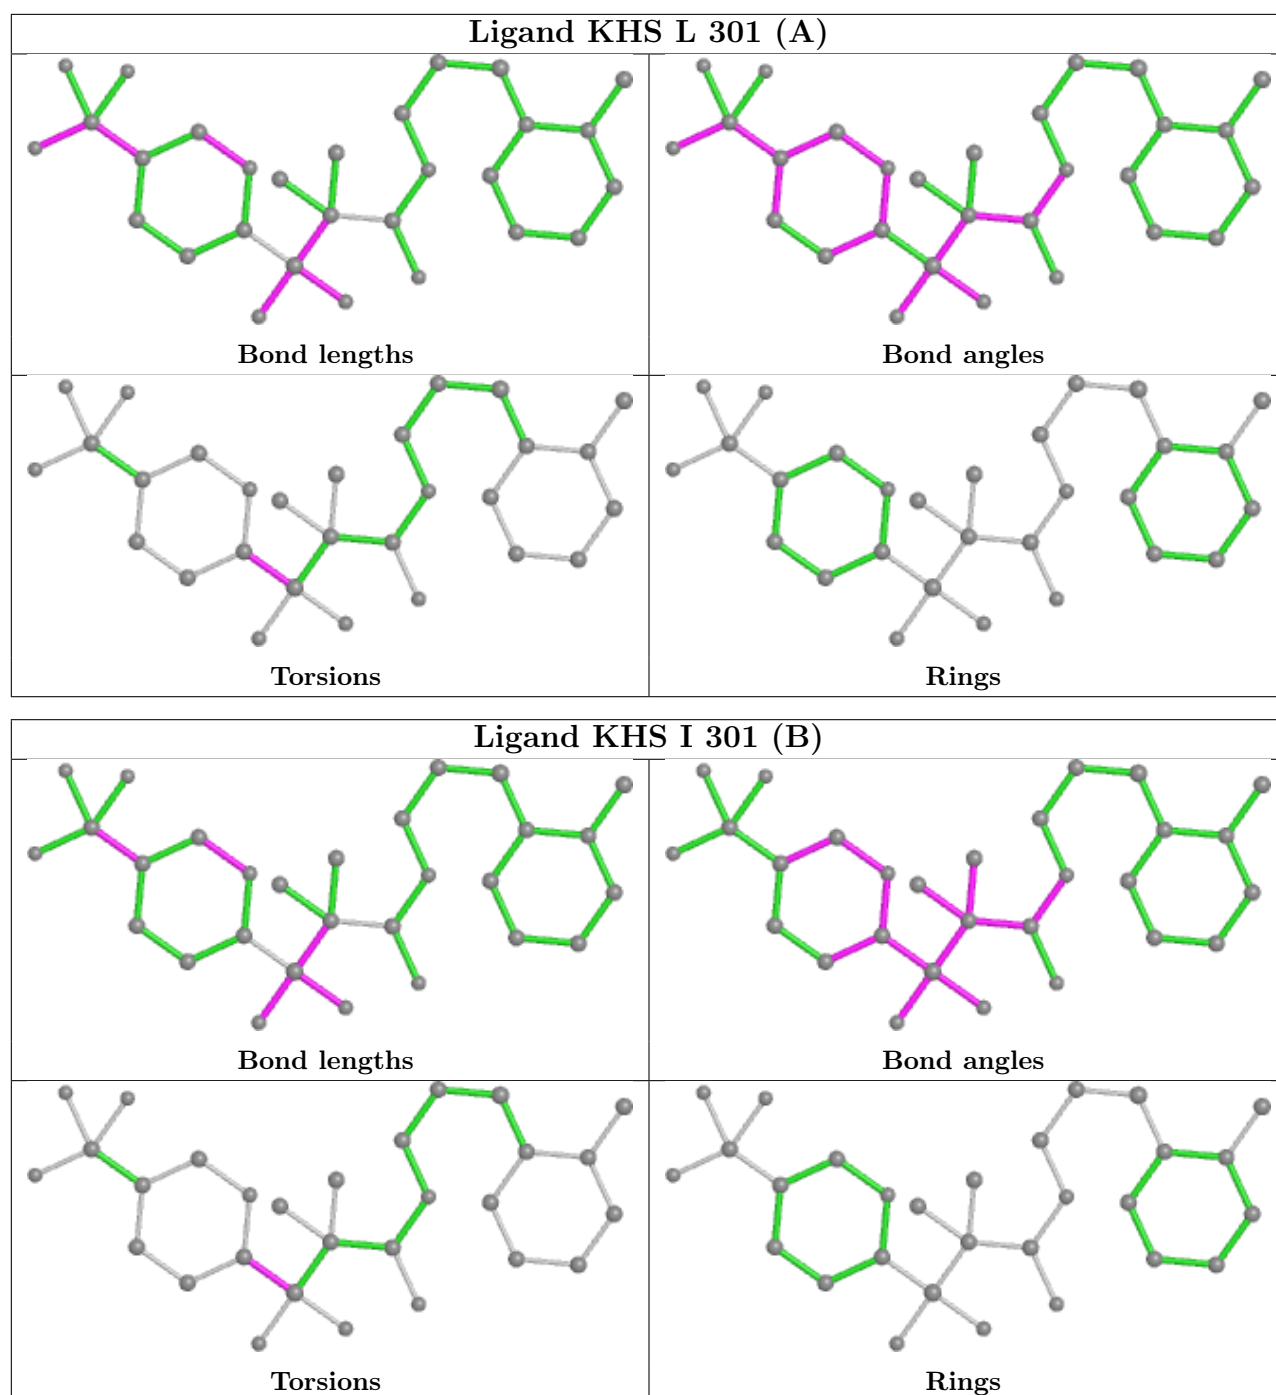 Ligand KHS L 301 (A)
Bond lengths
Bond angles
Torsions
Rings
Ligand KHS I 301 (B)
Bond lengths
Bond angles
Torsions
Rings